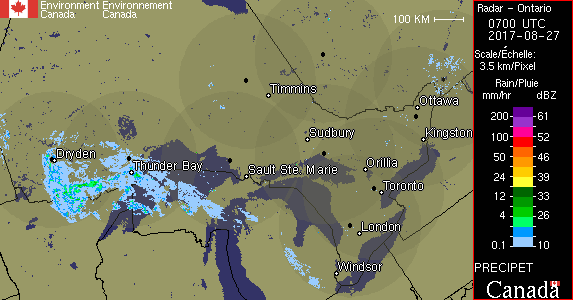 Environment Environnement
Canada Canada
100 KM
Radar - Ontario
0700 UTC
2017-08-27
Scale/Échelle:
3.5 km/Pixel
Rain/Pluie
mm/hr dBZ
200 61
100 52
50 46
24 39
12 33
4 26
0.1 10
PRECIPET
Canada
Timmins
Ottawa
Sudbury
Kingston
Dryden
Thunder Bay
Sault Ste. Marie
Orillia
Toronto
London
Windsor